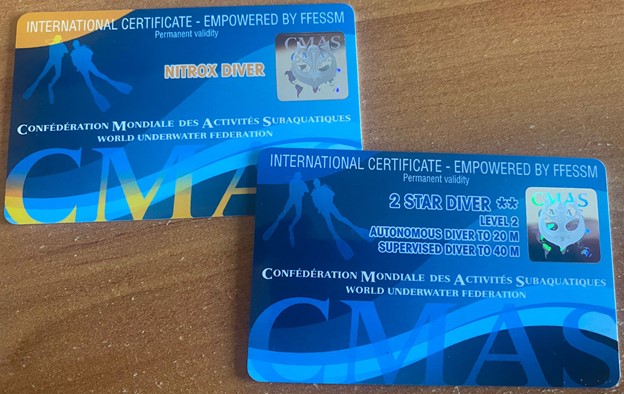 INTERNATIONAL CERTIFICATE - EMPOWERED BY FFESSM
Permanent validity
CMAS
NITROX DIVER
CONFÉDÉRATION MONDIALE DES ACTIVITÉS SUBAQUATIQUES
WORLD UNDERWATER FEDERATION
CMAS
INTERNATIONAL CERTIFICATE - EMPOWERED BY FFESSM
Permanent validity
CMAS
2 STAR DIVER **
LEVEL 2
AUTONOMOUS DIVER TO 20 M
SUPERVISED DIVER TO 40 M
CONFÉDÉRATION MONDIALE DES ACTIVITÉS SUBAQUATIQUES
WORLD UNDERWATER FEDERATION
CMAS